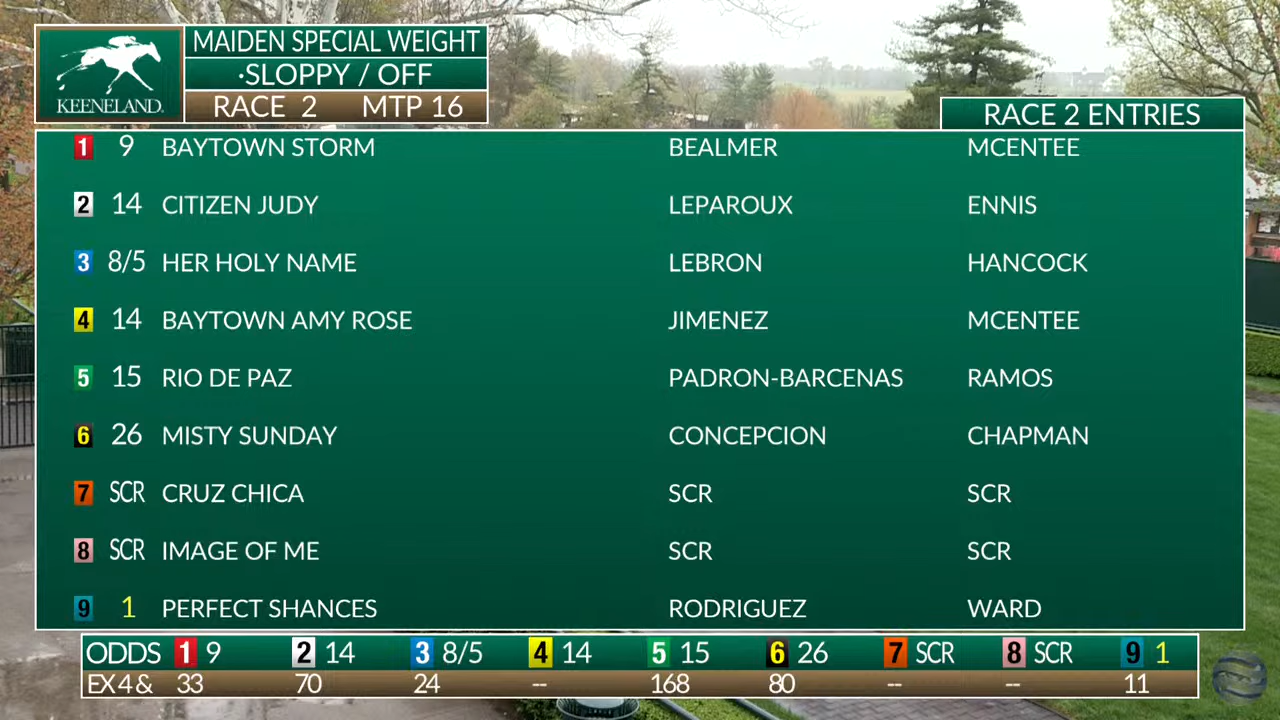 KEENELAND.
MAIDEN SPECIAL WEIGHT
·SLOPPY / OFF
RACE 2 MTP 16
RACE 2 ENTRIES
1 9 BAYTOWN STORM BEALMER MCENTEE
2 14 CITIZEN JUDY LEPAROUX ENNIS
3 8/5 HER HOLY NAME LEBRON HANCOCK
4 14 BAYTOWN AMY ROSE JIMENEZ MCENTEE
5 15 RIO DE PAZ PADRON-BARCENAS RAMOS
6 26 MISTY SUNDAY CONCEPCION CHAPMAN
7 SCR CRUZ CHICA SCR SCR
8 SCR IMAGE OF ME SCR SCR
9 1 PERFECT SHANCES RODRIGUEZ WARD
ODDS 1 9 2 14 3 8/5 4 14 5 15 6 26 7 SCR 8 SCR 9 1
EX 4 & 33 70 24 -- 168 80 -- -- 11